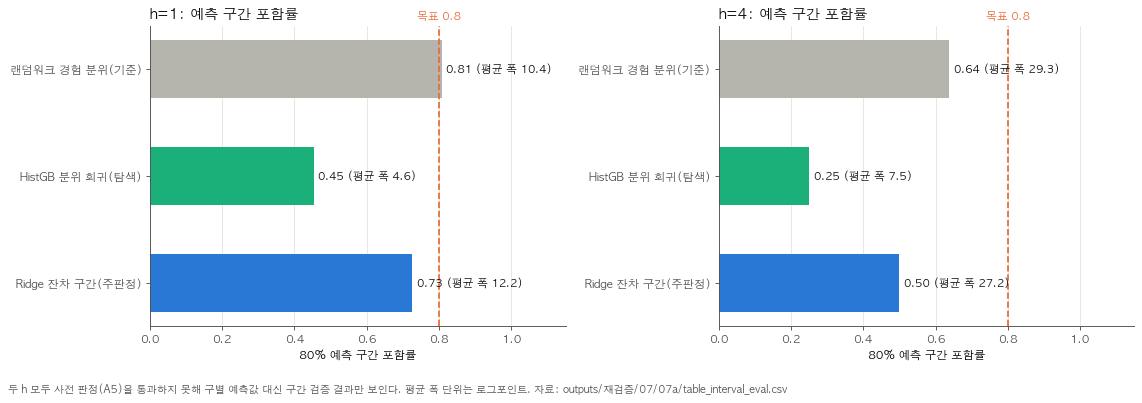 h=1: 예측 구간 포함률
목표 0.8
랜덤워크 경험 분위(기준)
0.81 (평균 폭 10.4)
HistGB 분위 회귀(탐색)
0.45 (평균 폭 4.6)
Ridge 잔차 구간(주판정)
0.73 (평균 폭 12.2)
0.0 0.2 0.4 0.6 0.8 1.0
80% 예측 구간 포함률
h=4: 예측 구간 포함률
목표 0.8
랜덤워크 경험 분위(기준)
0.64 (평균 폭 29.3)
HistGB 분위 회귀(탐색)
0.25 (평균 폭 7.5)
Ridge 잔차 구간(주판정)
0.50 (평균 폭 27.2)
0.0 0.2 0.4 0.6 0.8 1.0
80% 예측 구간 포함률
두 h 모두 사전 판정(A5)을 통과하지 못해 구별 예측값 대신 구간 검증 결과만 보인다. 평균 폭 단위는 로그포인트. 자료: outputs/재검증/07/07a/table_interval_eval.csv